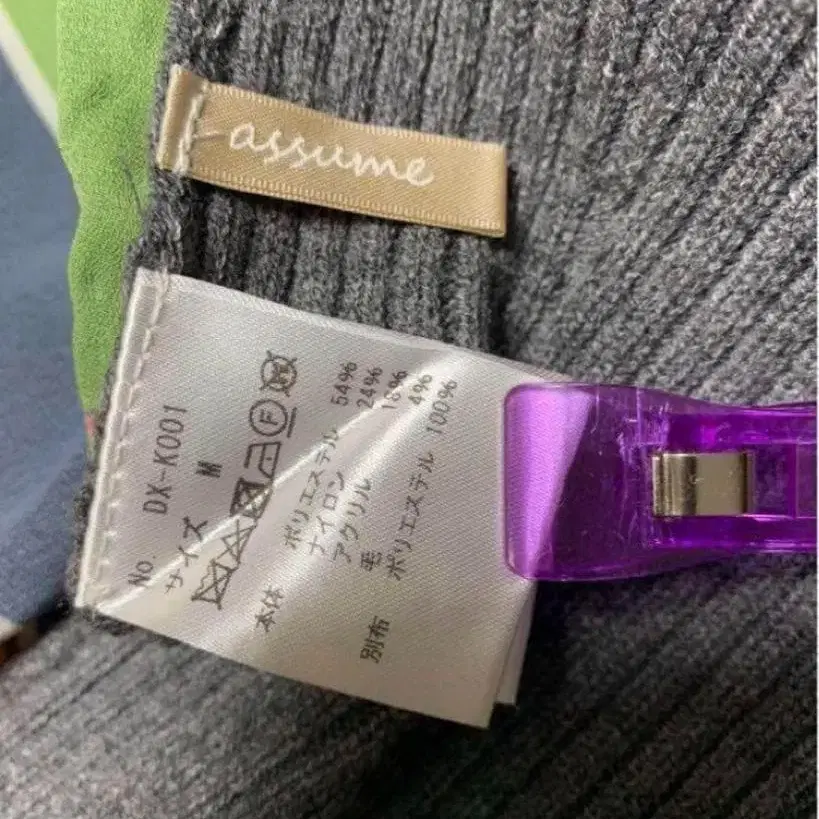 assume
No. DX-K001
サイズ M
本体 ポリエステル 54%
ナイロン 24%
アクリル 18%
毛 4%
別布 ポリエステル 100%